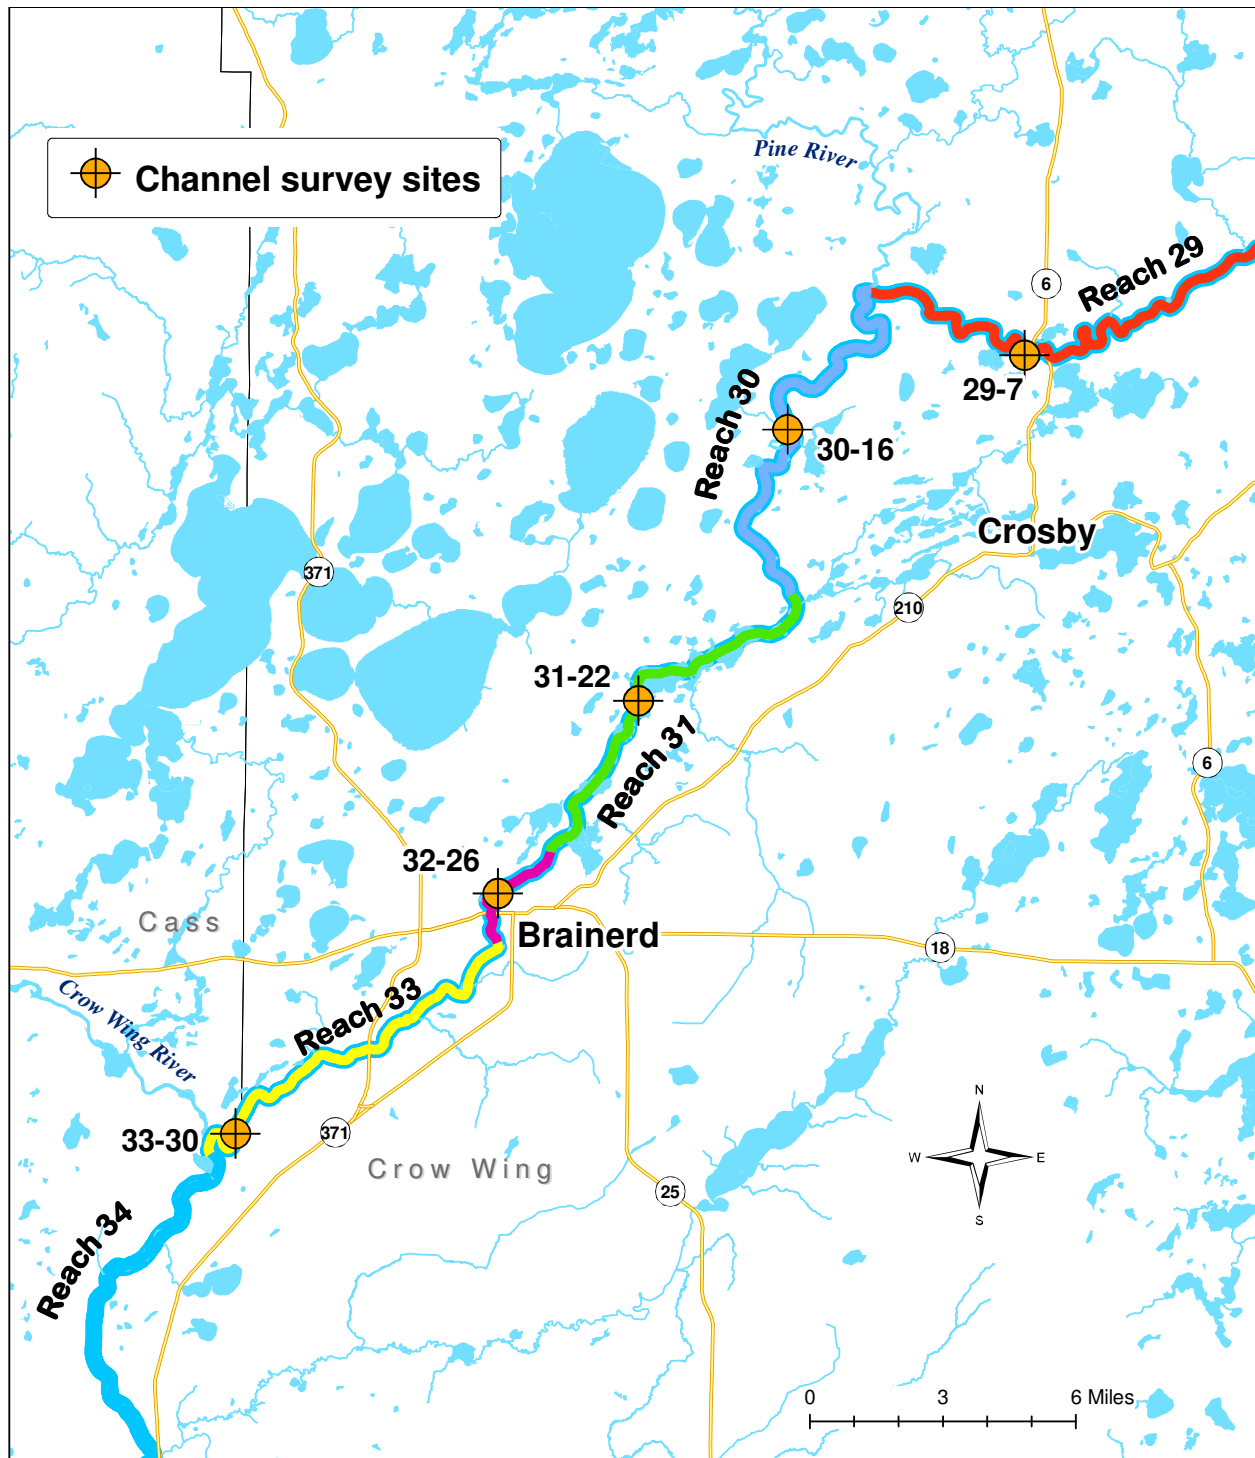 Pine River
Channel survey sites
Reach 29
6
29-7
Reach 30
30-16
Crosby
371
210
31-22
Reach 31
6
32-26
Cass
Brainerd
18
Crow Wing River
Reach 33
N
W E
S
33-30
371
Crow Wing
25
Reach 34
0 3 6 Miles